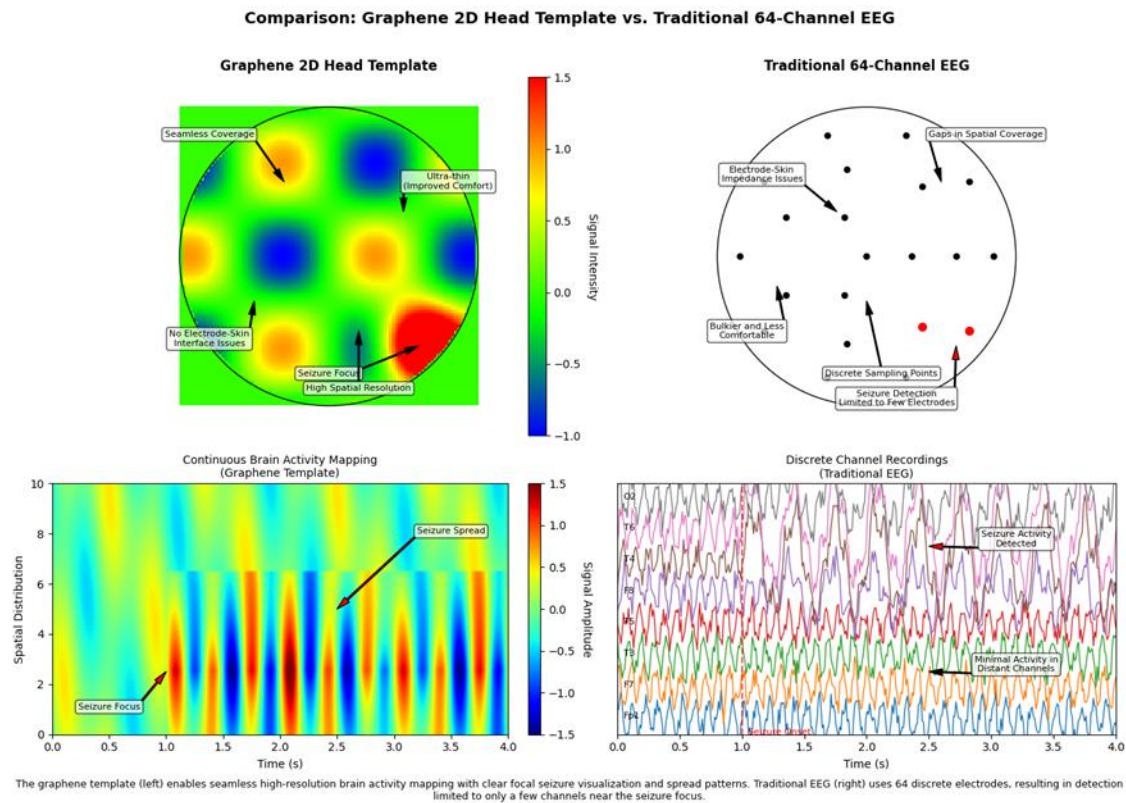 Comparison: Graphene 2D Head Template vs. Traditional 64-Channel EEG
Graphene 2D Head Template
Seamless Coverage
Ultra-thin
(Improved Comfort)
No Electrode-Skin
Interface Issues
Seizure Focus
High Spatial Resolution
1.5
1.0
0.5
0.0
−0.5
−1.0
Signal Intensity
Traditional 64-Channel EEG
Gaps in Spatial Coverage
Electrode-Skin
Impedance Issues
Bulkier and Less
Comfortable
Discrete Sampling Points
Seizure Detection
Limited to Few Electrodes
Continuous Brain Activity Mapping
(Graphene Template)
Spatial Distribution
10
8
6
4
2
0
Seizure Spread
Seizure Focus
0.0 0.5 1.0 1.5 2.0 2.5 3.0 3.5 4.0
Time (s)
1.5
1.0
0.5
0.0
−0.5
−1.0
−1.5
Signal Amplitude
Discrete Channel Recordings
(Traditional EEG)
O2
T6
T4
F8
T5
T3
F7
Fp1
Seizure Activity
Detected
Minimal Activity in
Distant Channels
Seizure Onset
0.0 0.5 1.0 1.5 2.0 2.5 3.0 3.5 4.0
Time (s)
The graphene template (left) enables seamless high-resolution brain activity mapping with clear focal seizure visualization and spread patterns. Traditional EEG (right) uses 64 discrete electrodes, resulting in detection
limited to only a few channels near the seizure focus.